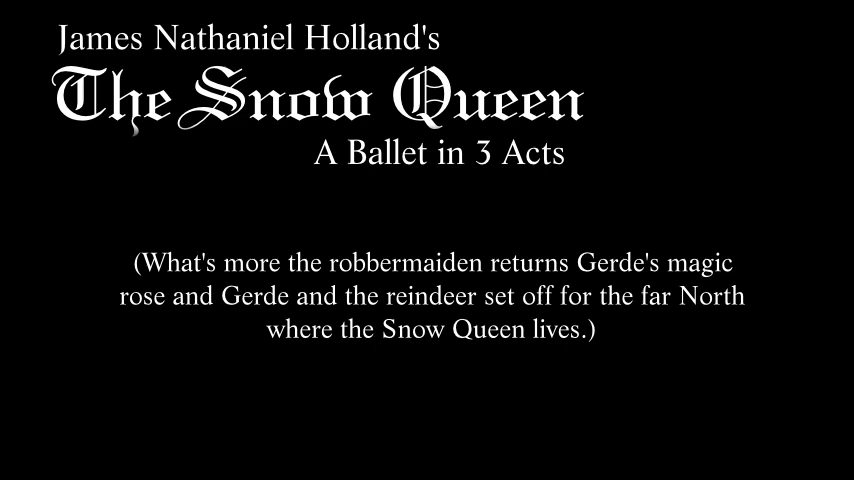 James Nathaniel Holland's
The Snow Queen
A Ballet in 3 Acts
(What's more the robbermaiden returns Gerde's magic
rose and Gerde and the reindeer set off for the far North
where the Snow Queen lives.)